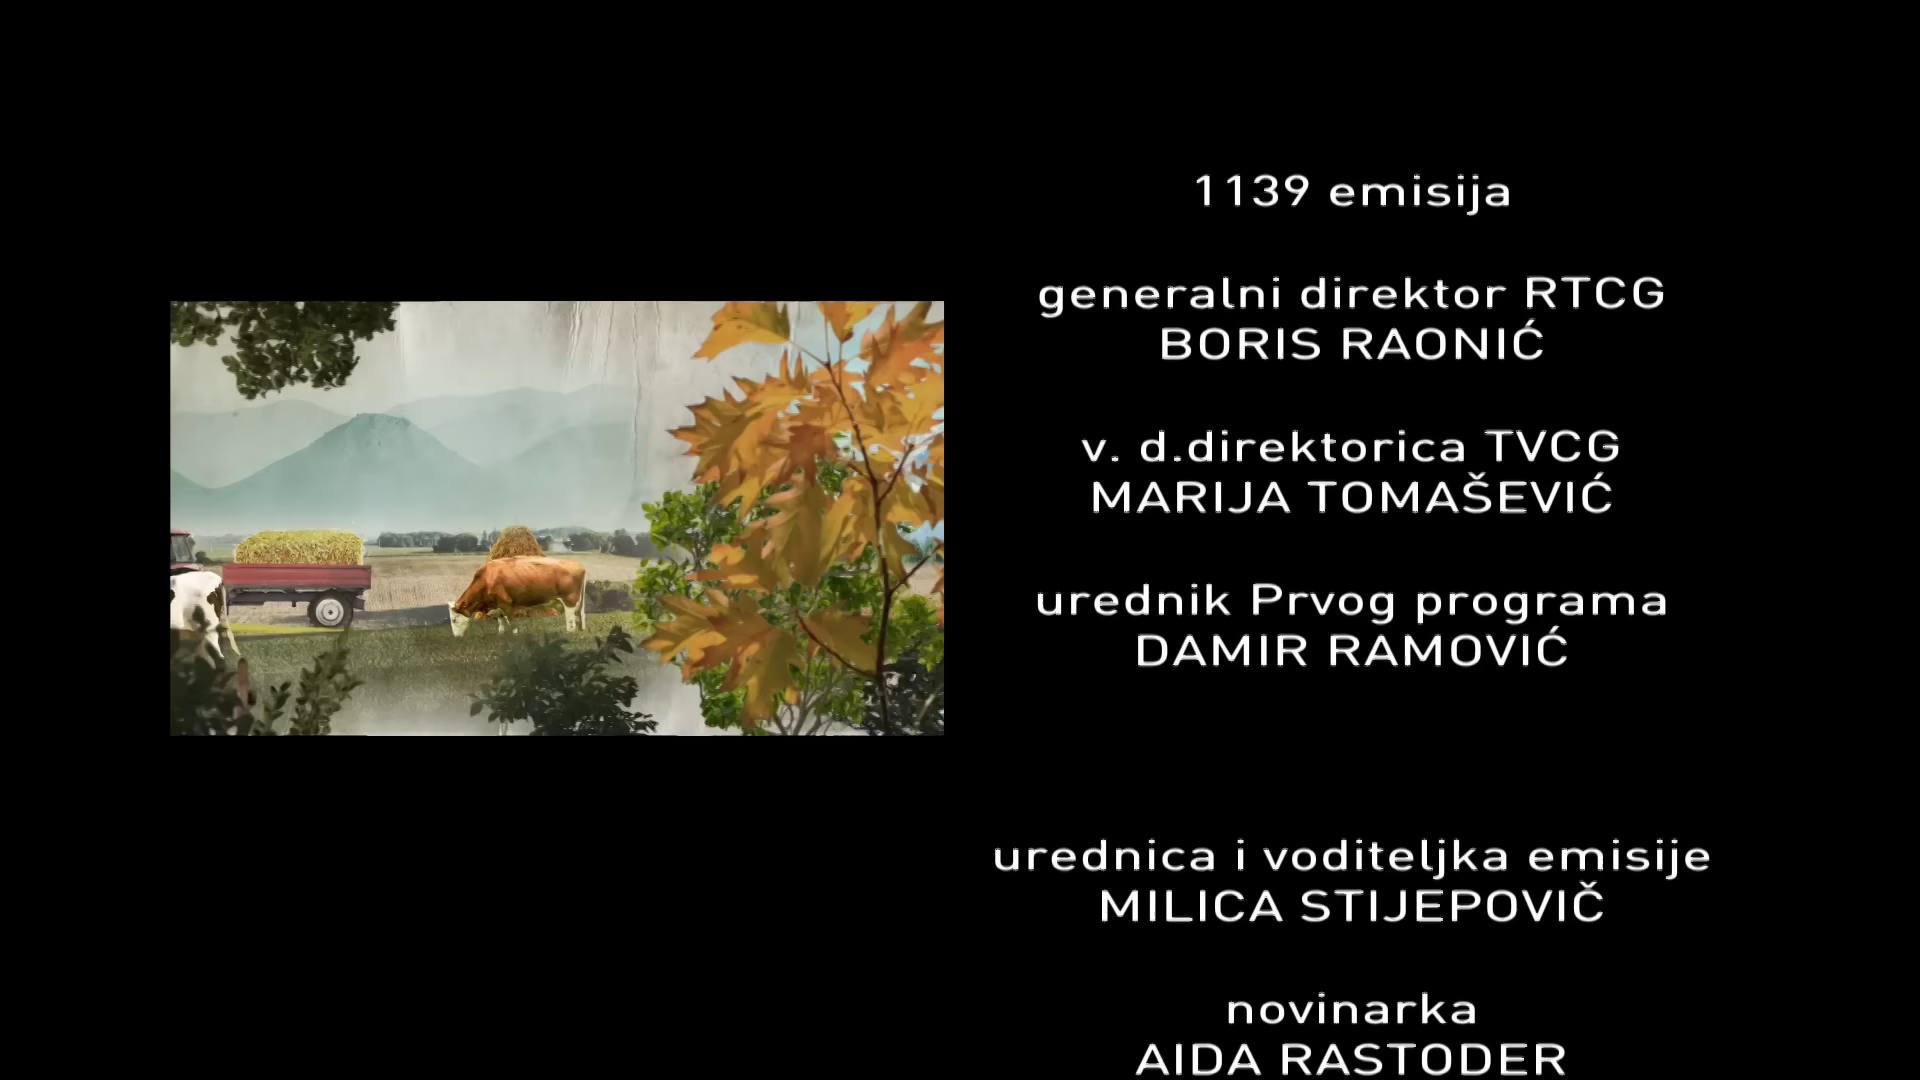 1139 emisija
generalni direktor RTCG
BORIS RAONIĆ
v. d.direktorica TVCG
MARIJA TOMAŠEVIĆ
urednik Prvog programa
DAMIR RAMOVIĆ
urednica i voditeljka emisije
MILICA STIJEPOVIČ
novinarka
AIDA RASTODER